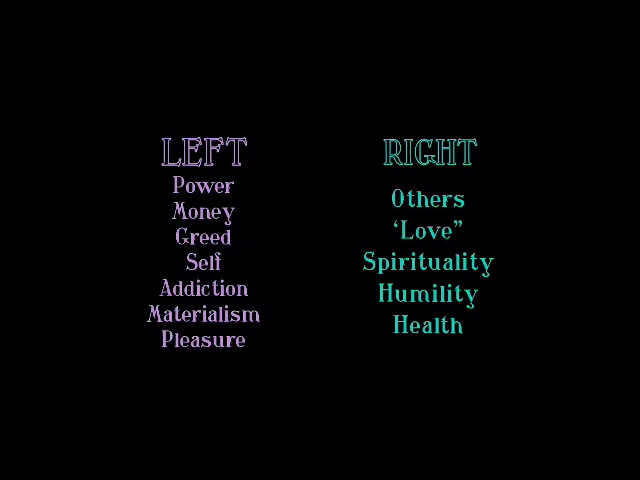 LEFT
Power
Money
Greed
Self
Addiction
Materialism
Pleasure
RIGHT
Others
‘Love”
Spirituality
Humility
Health